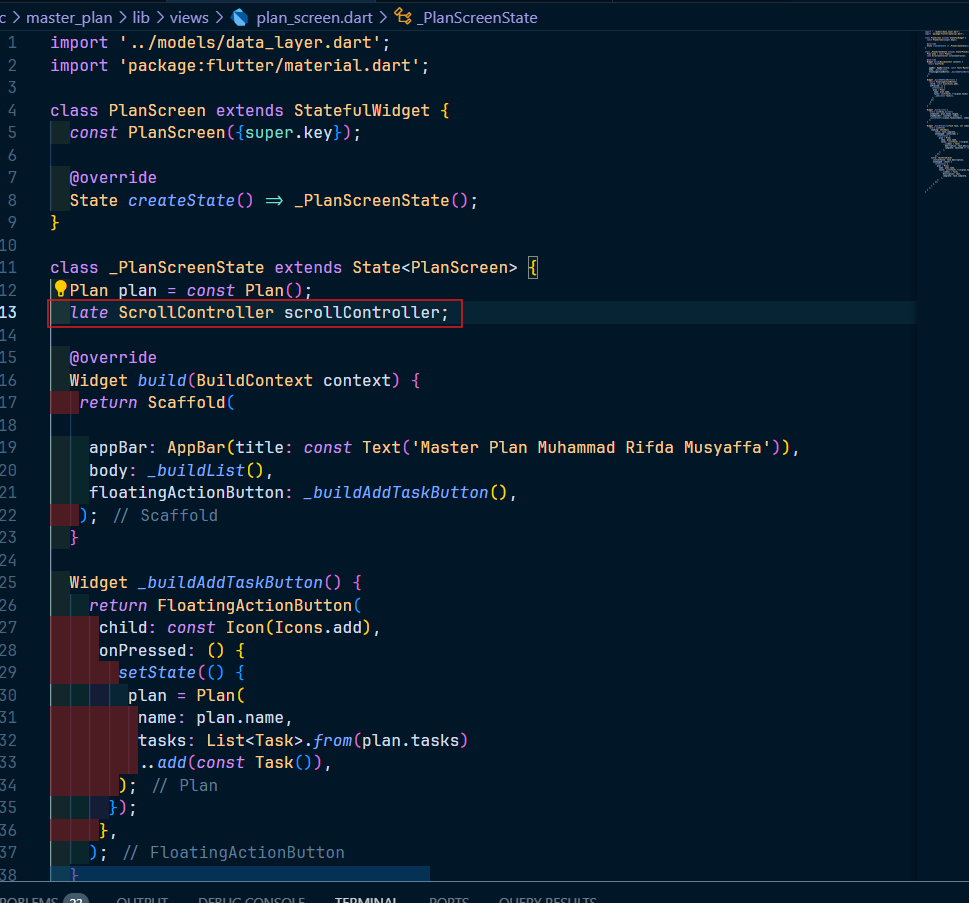 c > master_plan > lib > views > plan_screen.dart > _PlanScreenState
1 import '../models/data_layer.dart';
2 import 'package:flutter/material.dart';
3
4 class PlanScreen extends StatefulWidget {
5 const PlanScreen({super.key});
6
7 @override
8 State createState() => _PlanScreenState();
9 }
10
11 class _PlanScreenState extends State<PlanScreen> {
12 Plan plan = const Plan();
13 late ScrollController scrollController;
14
15 @override
16 Widget build(BuildContext context) {
17 return Scaffold(
18
19 appBar: AppBar(title: const Text('Master Plan Muhammad Rifda Musyaffa')),
20 body: _buildList(),
21 floatingActionButton: _buildAddTaskButton(),
22 ); // Scaffold
23 }
24
25 Widget _buildAddTaskButton() {
26 return FloatingActionButton(
27 child: const Icon(Icons.add),
28 onPressed: () {
29 setState(() {
30 plan = Plan(
31 name: plan.name,
32 tasks: List<Task>.from(plan.tasks)
33 ..add(const Task()),
34 ); // Plan
35 });
36 },
37 ); // FloatingActionButton
38 }
PROBLEMS 22 OUTPUT DEBUG CONSOLE TERMINAL PORTS QUERY RESULTS